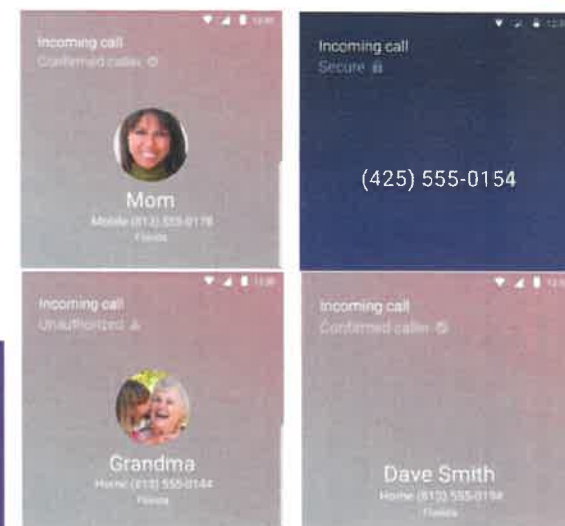 Incoming call
Confirmed caller
Mom
Mobile (813) 555-0178
Florida
Incoming call
Secure
(425) 555-0154
Incoming call
Unauthorized
Grandma
Home (813) 555-0144
Florida
Incoming call
Confirmed caller
Dave Smith
Home (813) 555-0194
Florida